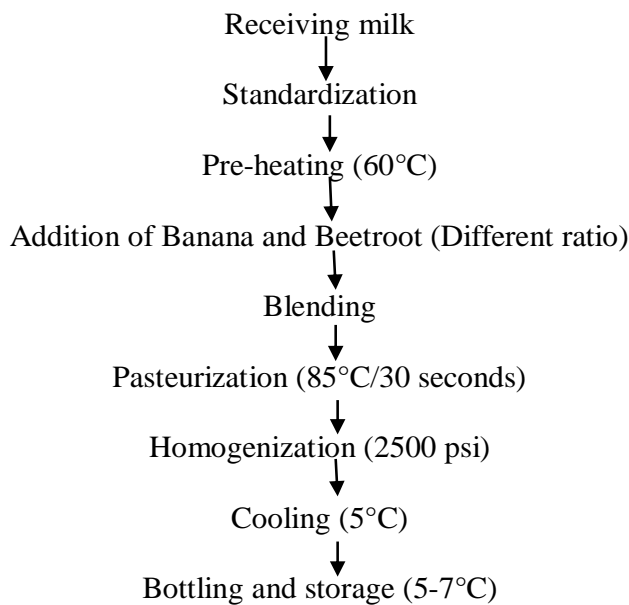 Receiving milk
Standardization
Pre-heating (60°C)
Addition of Banana and Beetroot (Different ratio)
Blending
Pasteurization (85°C/30 seconds)
Homogenization (2500 psi)
Cooling (5°C)
Bottling and storage (5-7°C)